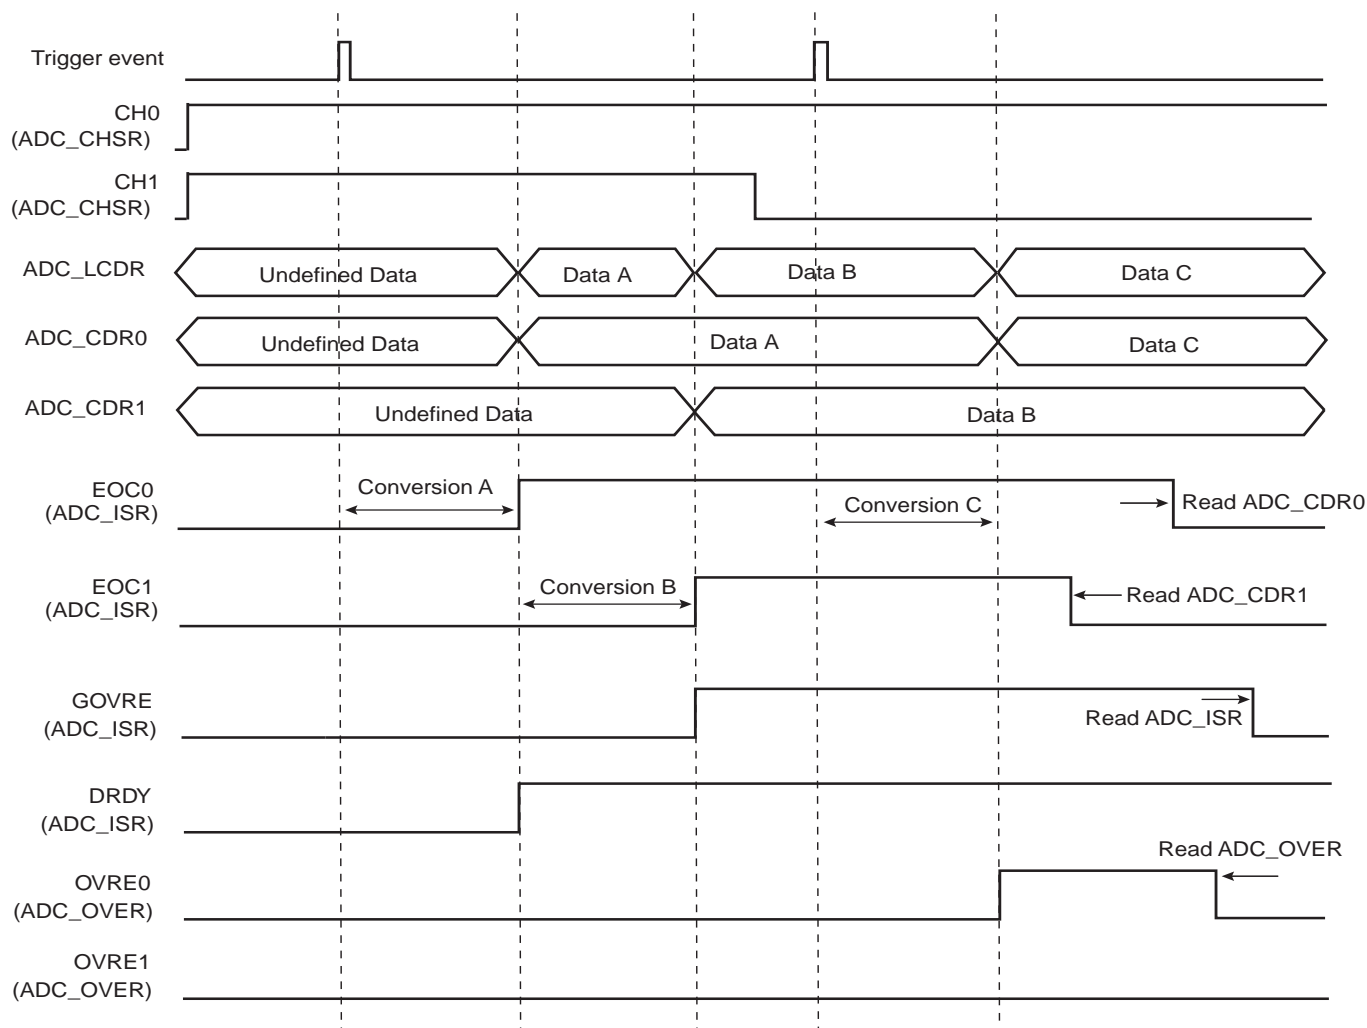 Trigger event
CH0
(ADC_CHSR)
CH1
(ADC_CHSR)
ADC_LCDR
Undefined Data
Data A
Data B
Data C
ADC_CDR0
Undefined Data
Data A
Data C
ADC_CDR1
Undefined Data
Data B
EOC0
(ADC_ISR)
Conversion A
Conversion C
Read ADC_CDR0
EOC1
(ADC_ISR)
Conversion B
Read ADC_CDR1
GOVRE
(ADC_ISR)
Read ADC_ISR
DRDY
(ADC_ISR)
Read ADC_OVER
OVRE0
(ADC_OVER)
OVRE1
(ADC_OVER)